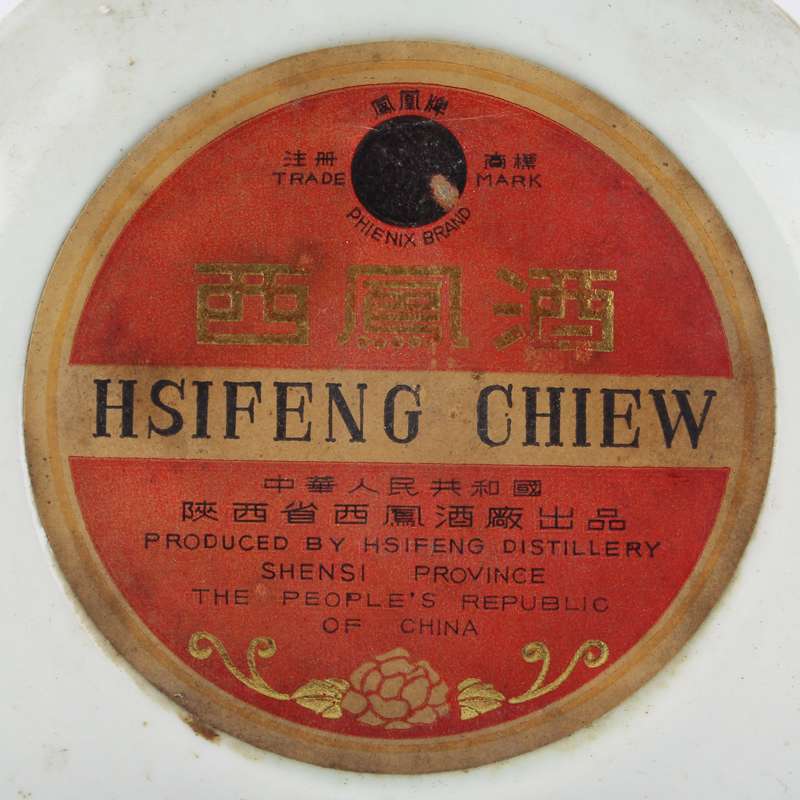 鳳凰牌
注册 商標
TRADE MARK
PHIENIX BRAND
西鳳酒
HSIFENG CHIEW
中華人民共和國
陝西省西鳳酒廠出品
PRODUCED BY HSIFENG DISTILLERY
SHENSI PROVINCE
THE PEOPLE'S REPUBLIC
OF CHINA